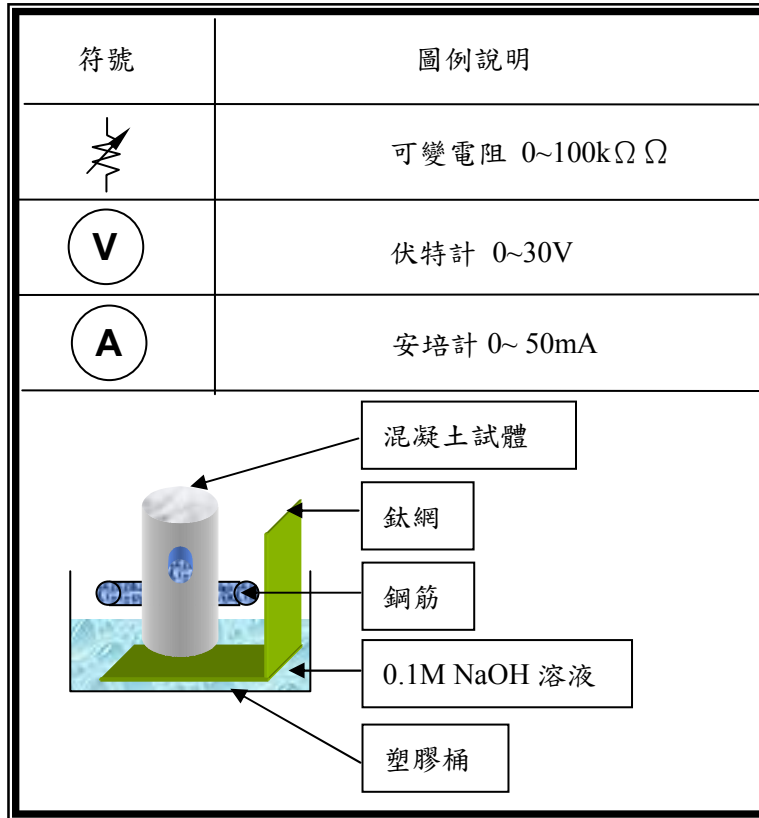 符號 圖例說明
可變電阻 0~100kΩ Ω
V 伏特計 0~30V
A 安培計 0~ 50mA
混凝土試體
鈦網
鋼筋
0.1M NaOH 溶液
塑膠桶